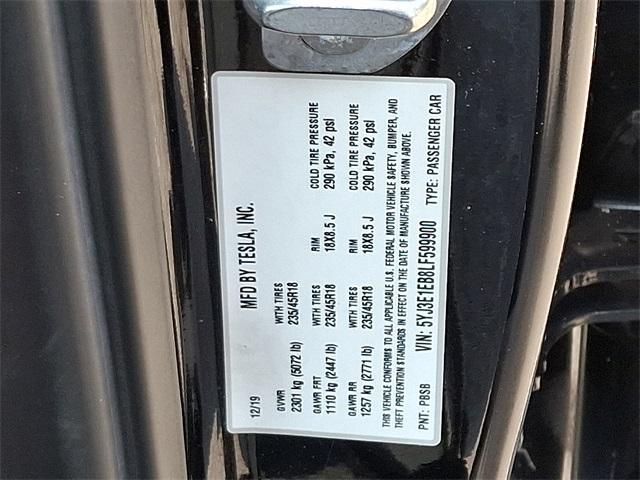 MFD BY TESLA, INC.
12/19
GVWR WITH TIRES
2301 kg (5072 lb) 235/45R18
GAWR FRT WITH TIRES RIM COLD TIRE PRESSURE
1110 kg (2447 lb) 235/45R18 18X8.5 J 290 kPa, 42 psi
GAWR RR WITH TIRES RIM COLD TIRE PRESSURE
1257 kg (2771 lb) 235/45R18 18X8.5 J 290 kPa, 42 psi
THIS VEHICLE CONFORMS TO ALL APPLICABLE U.S. FEDERAL MOTOR VEHICLE SAFETY, BUMPER, AND
THEFT PREVENTION STANDARDS IN EFFECT ON THE DATE OF MANUFACTURE SHOWN ABOVE.
PNT: PBSB VIN: 5YJ3E1EB8LF599900 TYPE: PASSENGER CAR